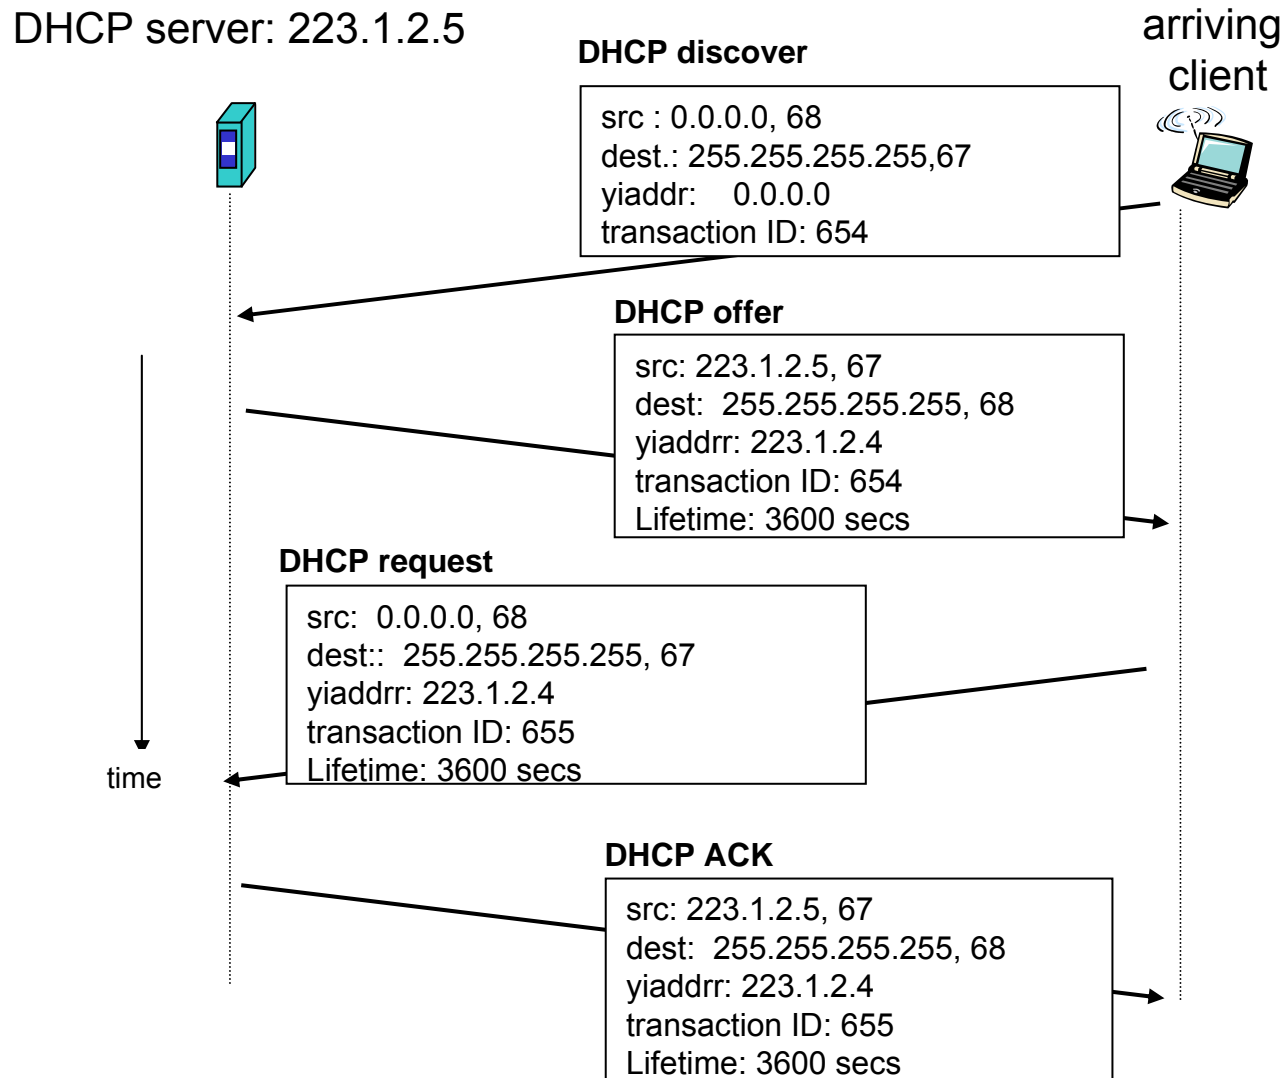 DHCP server: 223.1.2.5
arriving
client
DHCP discover
src : 0.0.0.0, 68
dest.: 255.255.255.255,67
yiaddr: 0.0.0.0
transaction ID: 654
DHCP offer
src: 223.1.2.5, 67
dest: 255.255.255.255, 68
yiaddrr: 223.1.2.4
transaction ID: 654
Lifetime: 3600 secs
DHCP request
src: 0.0.0.0, 68
dest:: 255.255.255.255, 67
yiaddrr: 223.1.2.4
transaction ID: 655
Lifetime: 3600 secs
time
DHCP ACK
src: 223.1.2.5, 67
dest: 255.255.255.255, 68
yiaddrr: 223.1.2.4
transaction ID: 655
Lifetime: 3600 secs